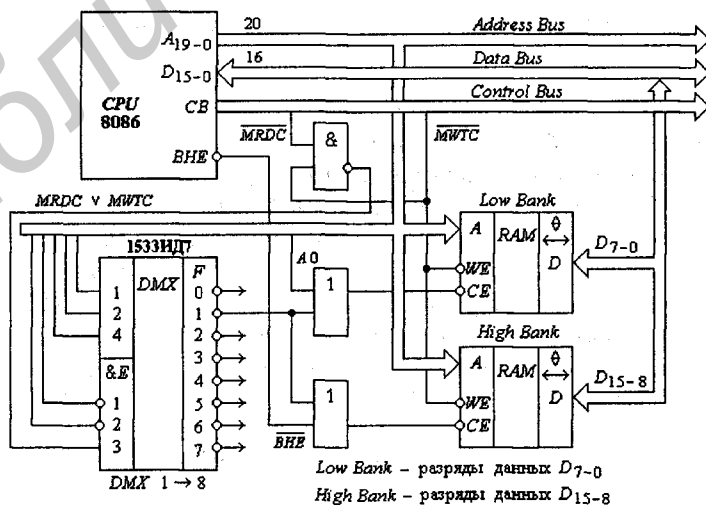 20
Address Bus
A19-0
16
Data Bus
D15-0
Control Bus
CPU
8086
CB
MRDC
&
MWTC
BHE
MRDC ∨ MWTC
Low Bank
1533ИД7
A
RAM
θ
↔
D
D7-0
WE
CE
A0
1
DMX
F
0
1
2
3
4
5
6
7
1
2
4
&E
1
2
3
High Bank
A
RAM
θ
↔
D
D15-8
WE
CE
1
BHE
DMX 1 → 8
Low Bank – разряды данных D7-0
High Bank – разряды данных D15-8